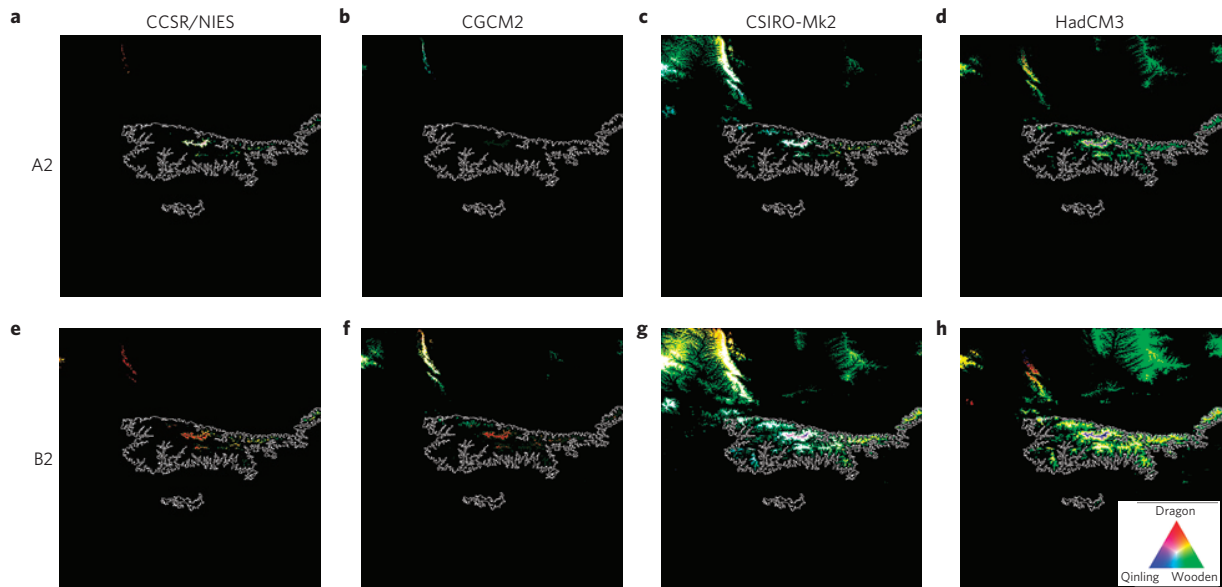 a CCSR/NIES b CGCM2 c CSIRO-Mk2 d HadCM3
A2
e f g h
B2
Dragon
Qinling Wooden